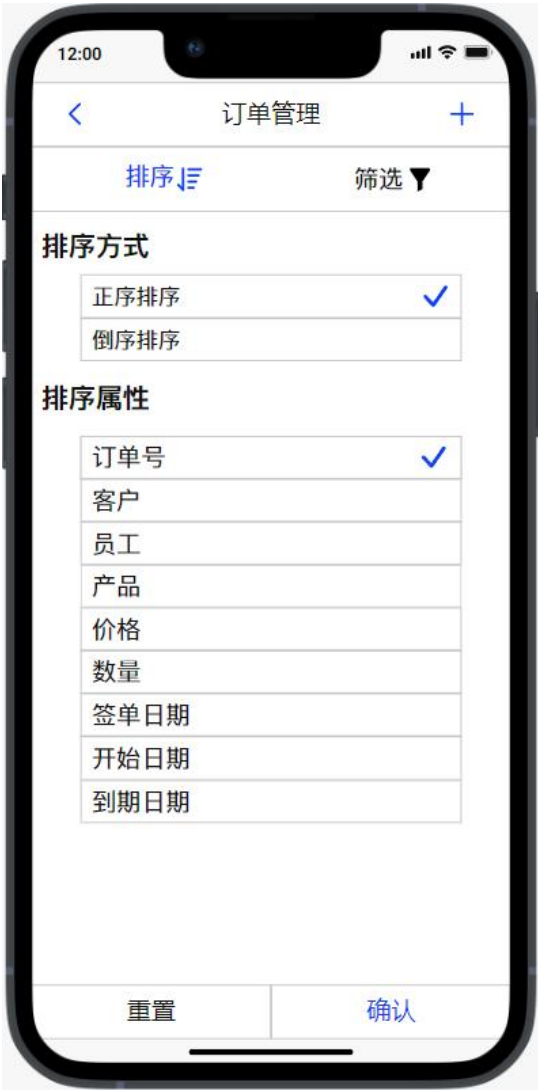 12:00
订单管理
排序 筛选
排序方式
正序排序
倒序排序
排序属性
订单号
客户
员工
产品
价格
数量
签单日期
开始日期
到期日期
重置 确认